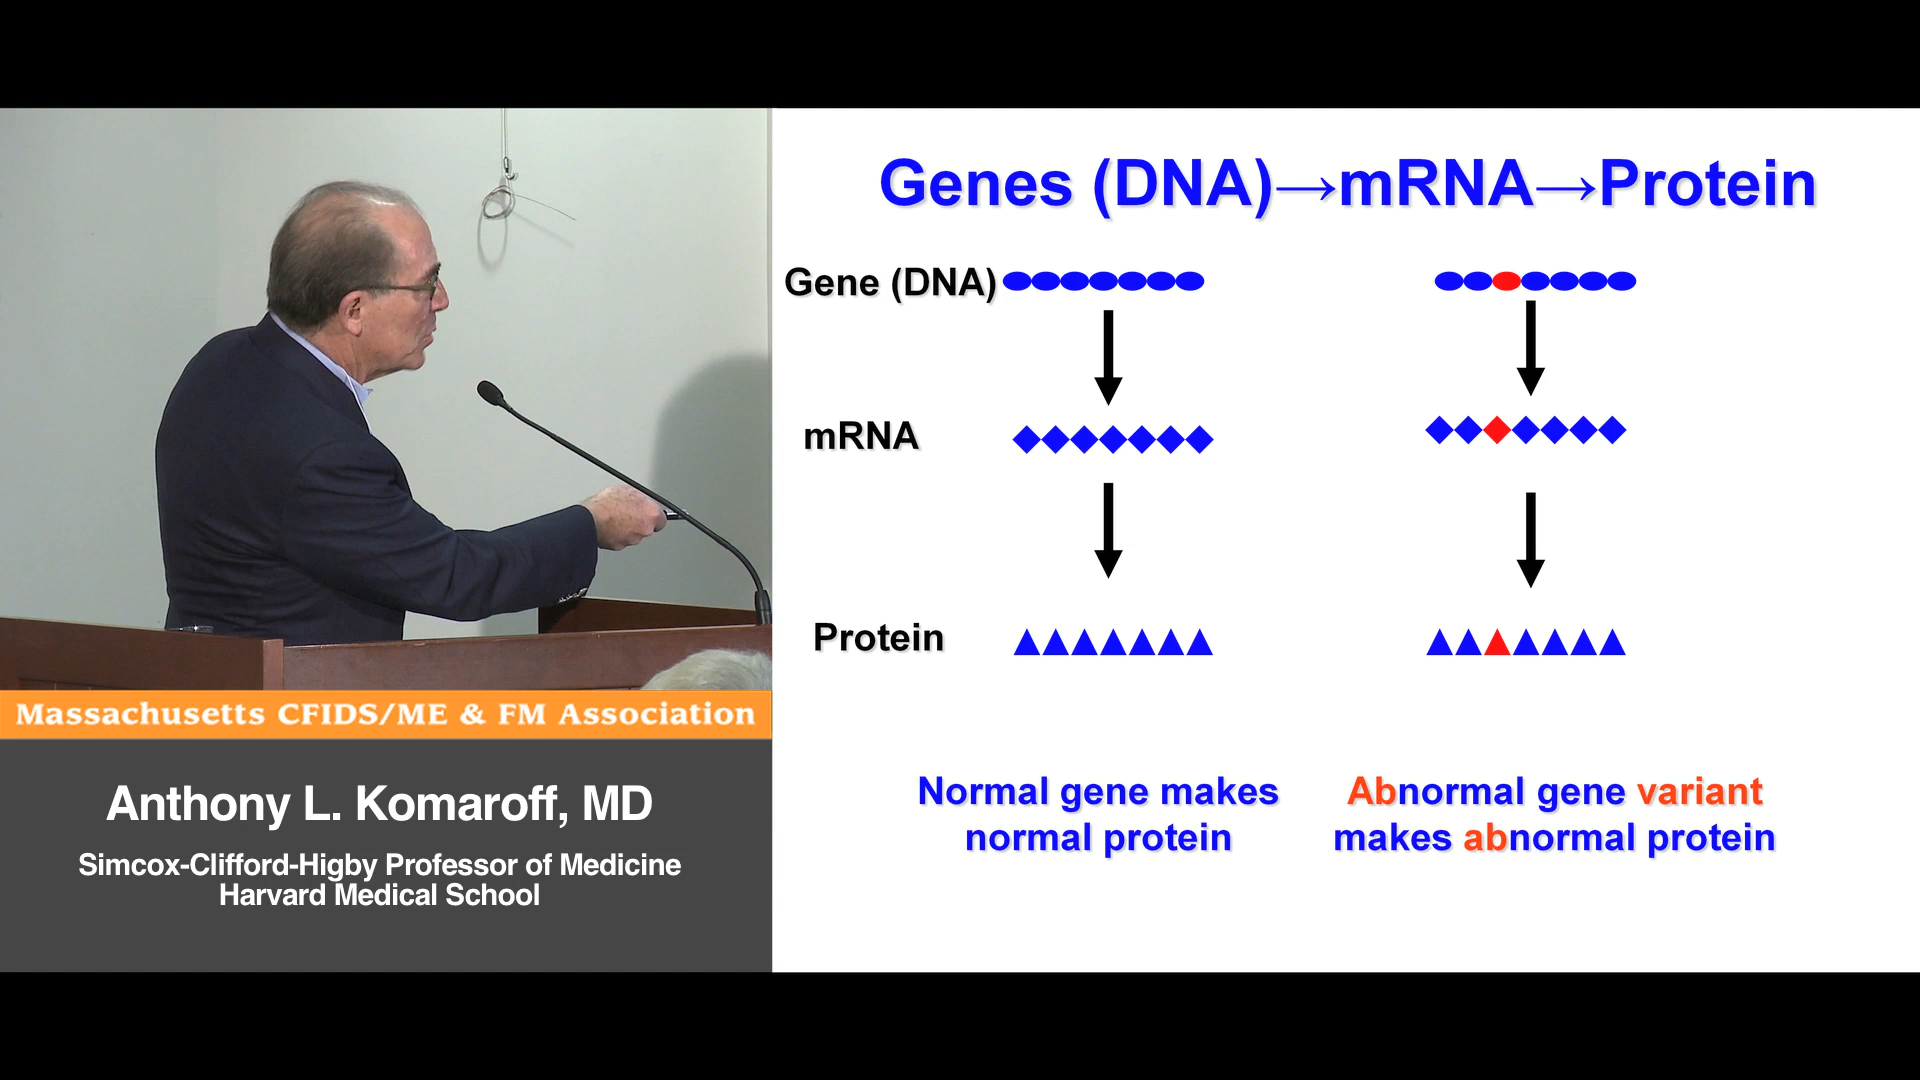 Genes (DNA)→mRNA→Protein
Gene (DNA)
mRNA
Protein
Normal gene makes
normal protein
Abnormal gene variant
makes abnormal protein
Massachusetts CFIDS/ME & FM Association
Anthony L. Komaroff, MD
Simcox-Clifford-Higby Professor of Medicine
Harvard Medical School